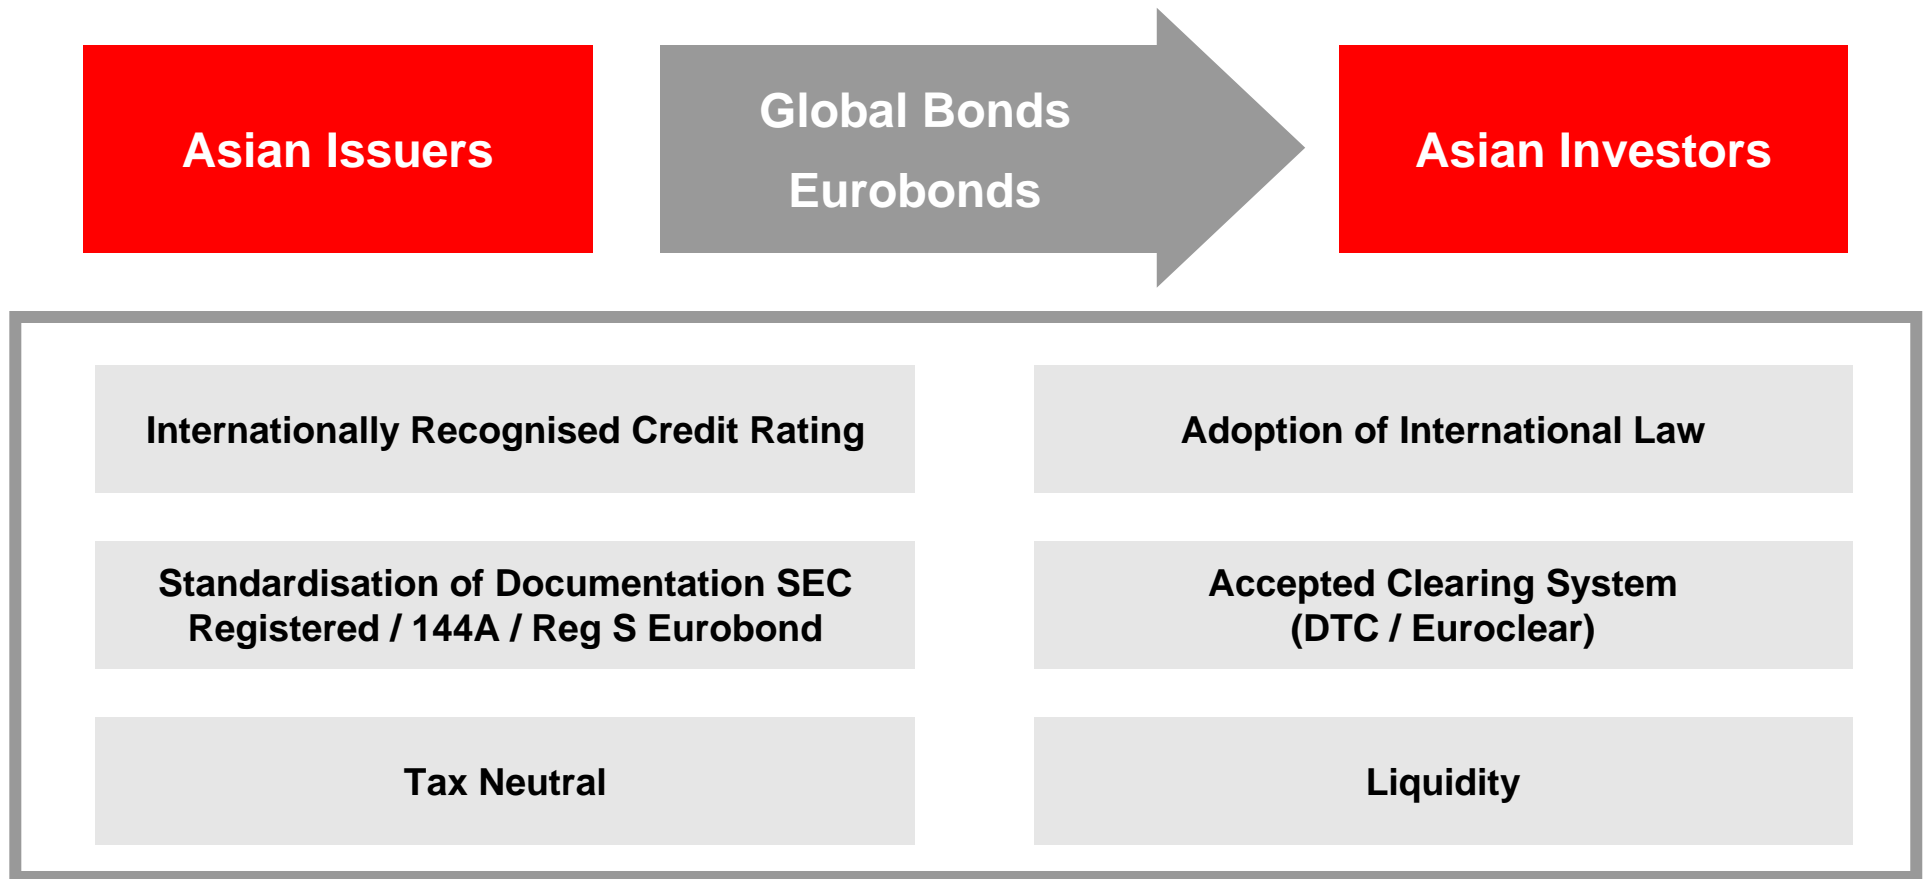 Asian Issuers
Global Bonds
Eurobonds
Asian Investors
Internationally Recognised Credit Rating
Adoption of International Law
Standardisation of Documentation SEC
Registered / 144A / Reg S Eurobond
Accepted Clearing System
(DTC / Euroclear)
Tax Neutral
Liquidity